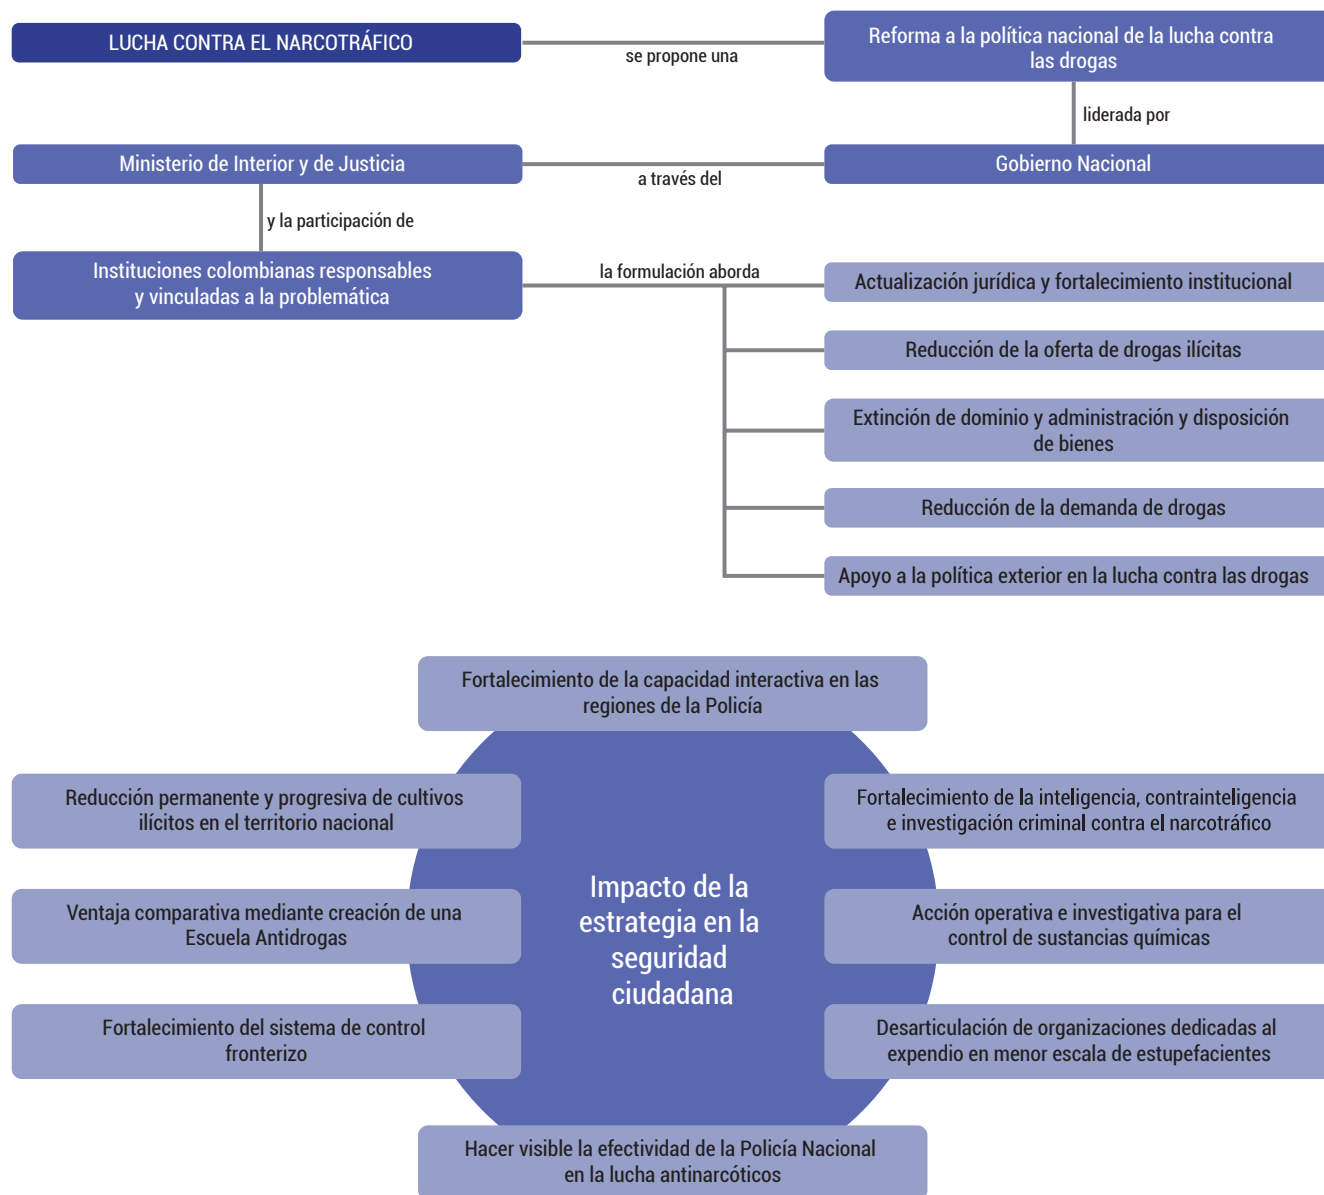 LUCHA CONTRA EL NARCOTRÁFICO
se propone una
Reforma a la política nacional de la lucha contra
las drogas
liderada por
Gobierno Nacional
a través del
Ministerio de Interior y de Justicia
y la participación de
Instituciones colombianas responsables
y vinculadas a la problemática
la formulación aborda
Actualización jurídica y fortalecimiento institucional
Reducción de la oferta de drogas ilícitas
Extinción de dominio y administración y disposición
de bienes
Reducción de la demanda de drogas
Apoyo a la política exterior en la lucha contra las drogas
Fortalecimiento de la capacidad interactiva en las
regiones de la Policía
Reducción permanente y progresiva de cultivos
ilícitos en el territorio nacional
Fortalecimiento de la inteligencia, contrainteligencia
e investigación criminal contra el narcotráfico
Impacto de la
estrategia en la
seguridad
ciudadana
Ventaja comparativa mediante creación de una
Escuela Antidrogas
Acción operativa e investigativa para el
control de sustancias químicas
Fortalecimiento del sistema de control
fronterizo
Desarticulación de organizaciones dedicadas al
expendio en menor escala de estupefacientes
Hacer visible la efectividad de la Policía Nacional
en la lucha antinarcóticos